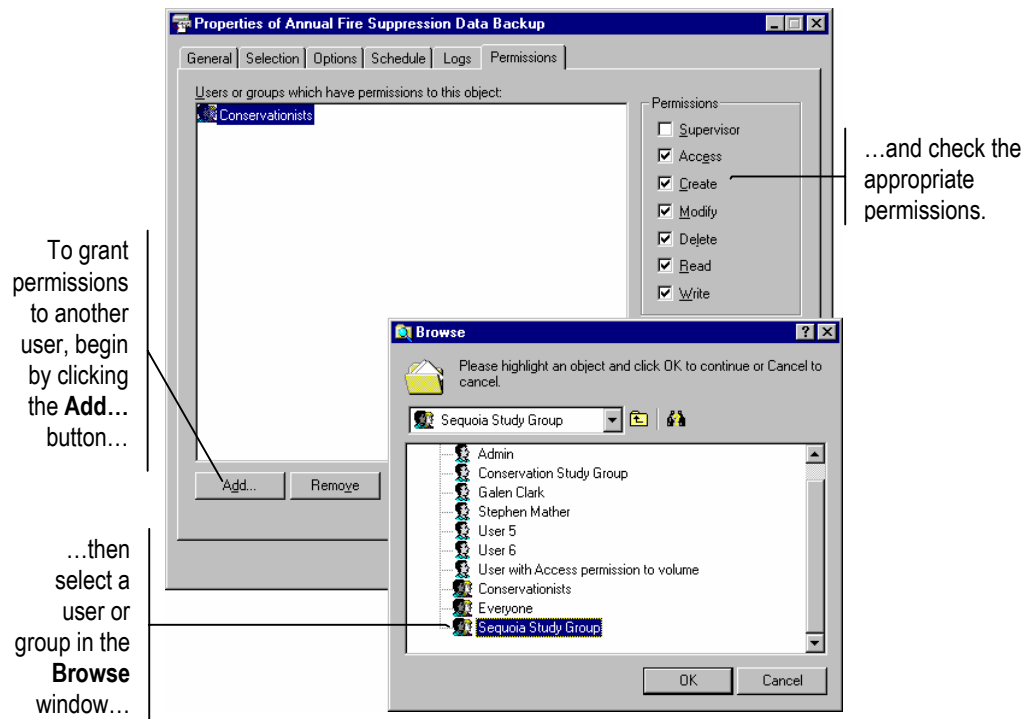 Properties of Annual Fire Suppression Data Backup
General Selection Options Schedule Logs Permissions
Users or groups which have permissions to this object:
Conservationists
Permissions
Supervisor
Access
Create
Modify
Delete
Read
Write
…and check the
appropriate
permissions.
To grant
permissions
to another
user, begin
by clicking
the Add…
button…
Add... Remove
Browse
Please highlight an object and click OK to continue or Cancel to
cancel.
Sequoia Study Group
Admin
Conservation Study Group
Galen Clark
Stephen Mather
User 5
User 6
User with Access permission to volume
Conservationists
Everyone
Sequoia Study Group
OK Cancel
…then
select a
user or
group in the
Browse
window…